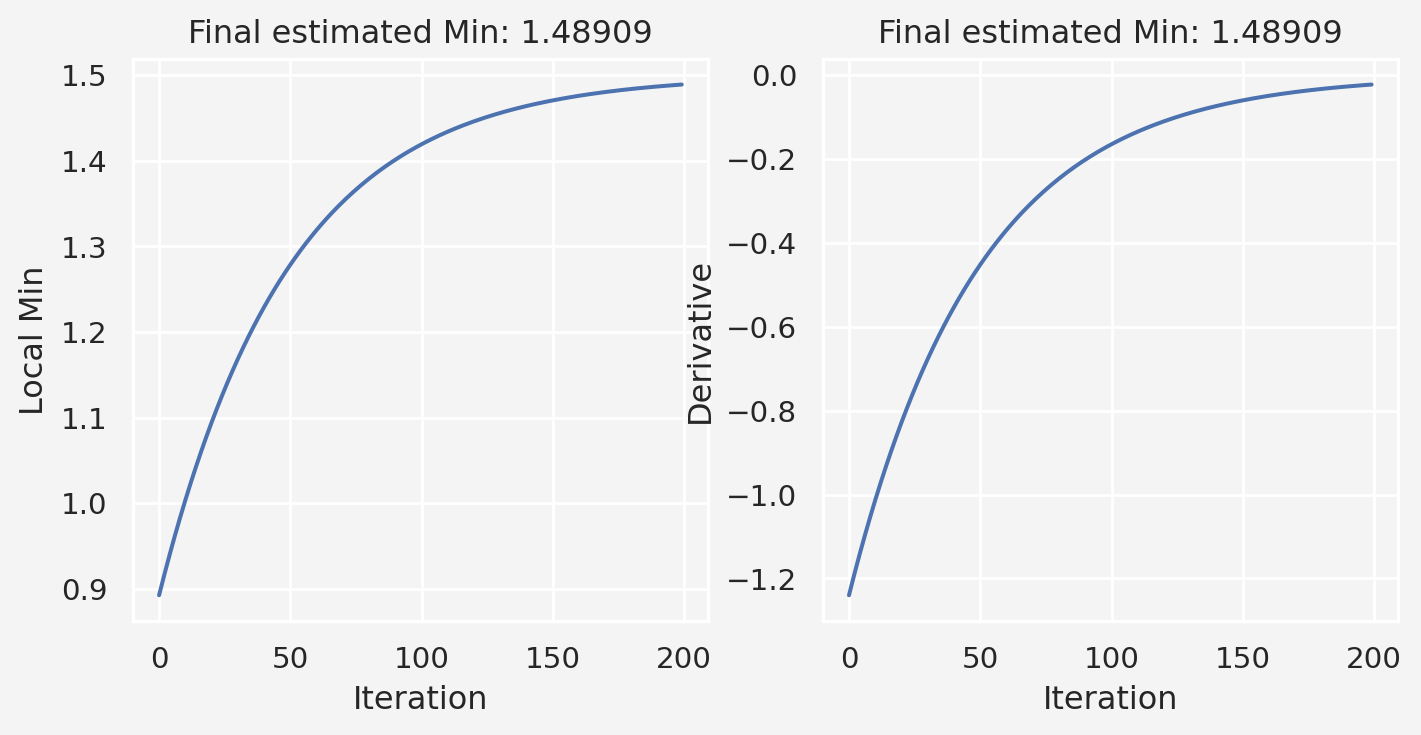 Final estimated Min: 1.48909
1.5
1.4
1.3
1.2
1.1
1.0
0.9
Local Min
0 50 100 150 200
Iteration
Final estimated Min: 1.48909
0.0
−0.2
−0.4
−0.6
−0.8
−1.0
−1.2
Derivative
0 50 100 150 200
Iteration